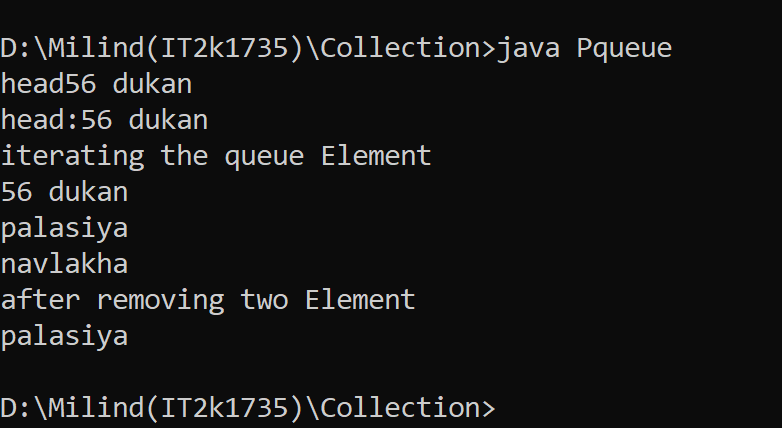 D:\Milind(IT2k1735)\Collection>java Pqueue
head56 dukan
head:56 dukan
iterating the queue Element
56 dukan
palasiya
navlakha
after removing two Element
palasiya
D:\Milind(IT2k1735)\Collection>